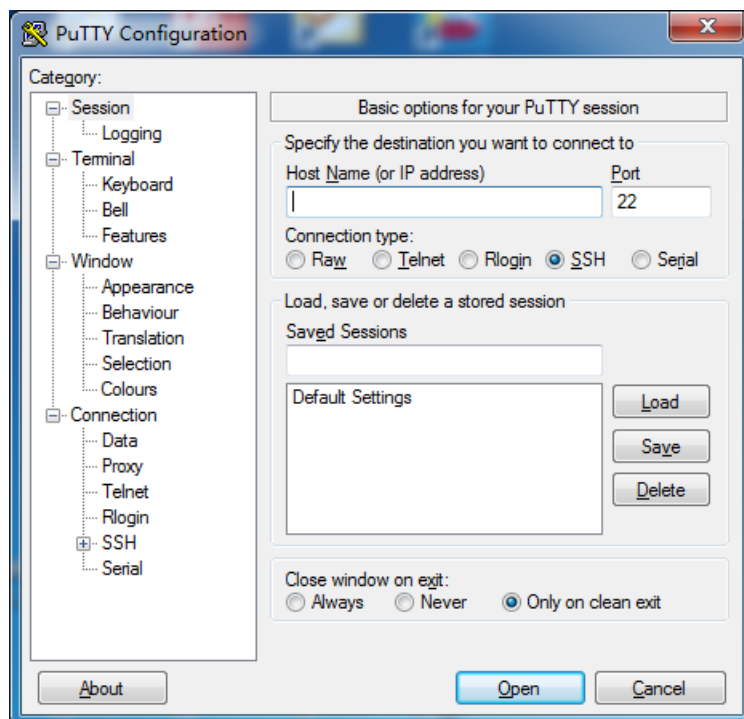 PuTTY Configuration
Category:
Session
Logging
Terminal
Keyboard
Bell
Features
Window
Appearance
Behaviour
Translation
Selection
Colours
Connection
Data
Proxy
Telnet
Rlogin
SSH
Serial
Basic options for your PuTTY session
Specify the destination you want to connect to
Host Name (or IP address) Port
22
Connection type:
Raw Telnet Rlogin SSH Serial
Load, save or delete a stored session
Saved Sessions
Default Settings
Load
Save
Delete
Close window on exit:
Always Never Only on clean exit
About Open Cancel